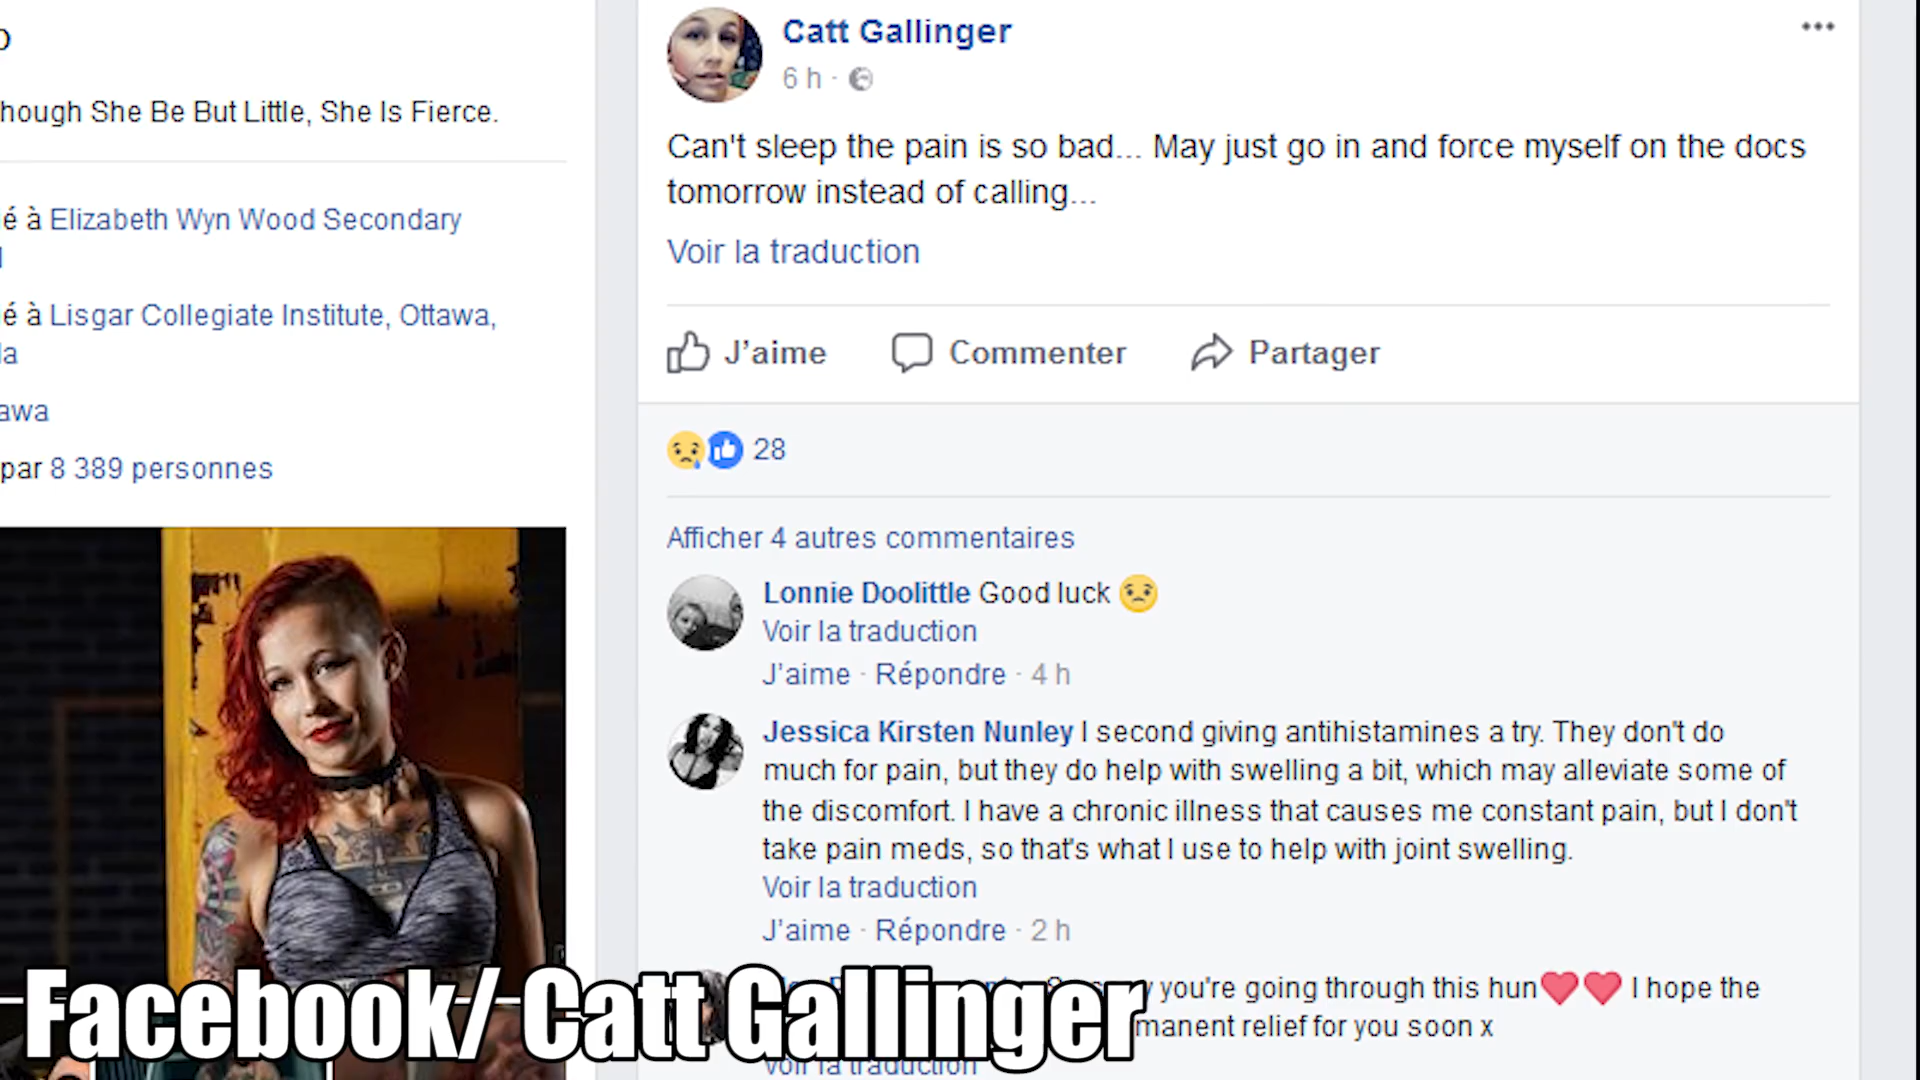 hough She Be But Little, She Is Fierce.
é à Elizabeth Wyn Wood Secondary
é à Lisgar Collegiate Institute, Ottawa,
la
awa
par 8 389 personnes
Catt Gallinger
6 h ·
Can't sleep the pain is so bad... May just go in and force myself on the docs
tomorrow instead of calling...
Voir la traduction
J'aime Commenter Partager
28
Afficher 4 autres commentaires
Lonnie Doolittle Good luck
Voir la traduction
J'aime · Répondre · 4 h
Jessica Kirsten Nunley I second giving antihistamines a try. They don't do
much for pain, but they do help with swelling a bit, which may alleviate some of
the discomfort. I have a chronic illness that causes me constant pain, but I don't
take pain meds, so that's what I use to help with joint swelling.
Voir la traduction
J'aime · Répondre · 2 h
you're going through this hun I hope the
manent relief for you soon x
Voir la traduction
Facebook/ Catt Gallinger